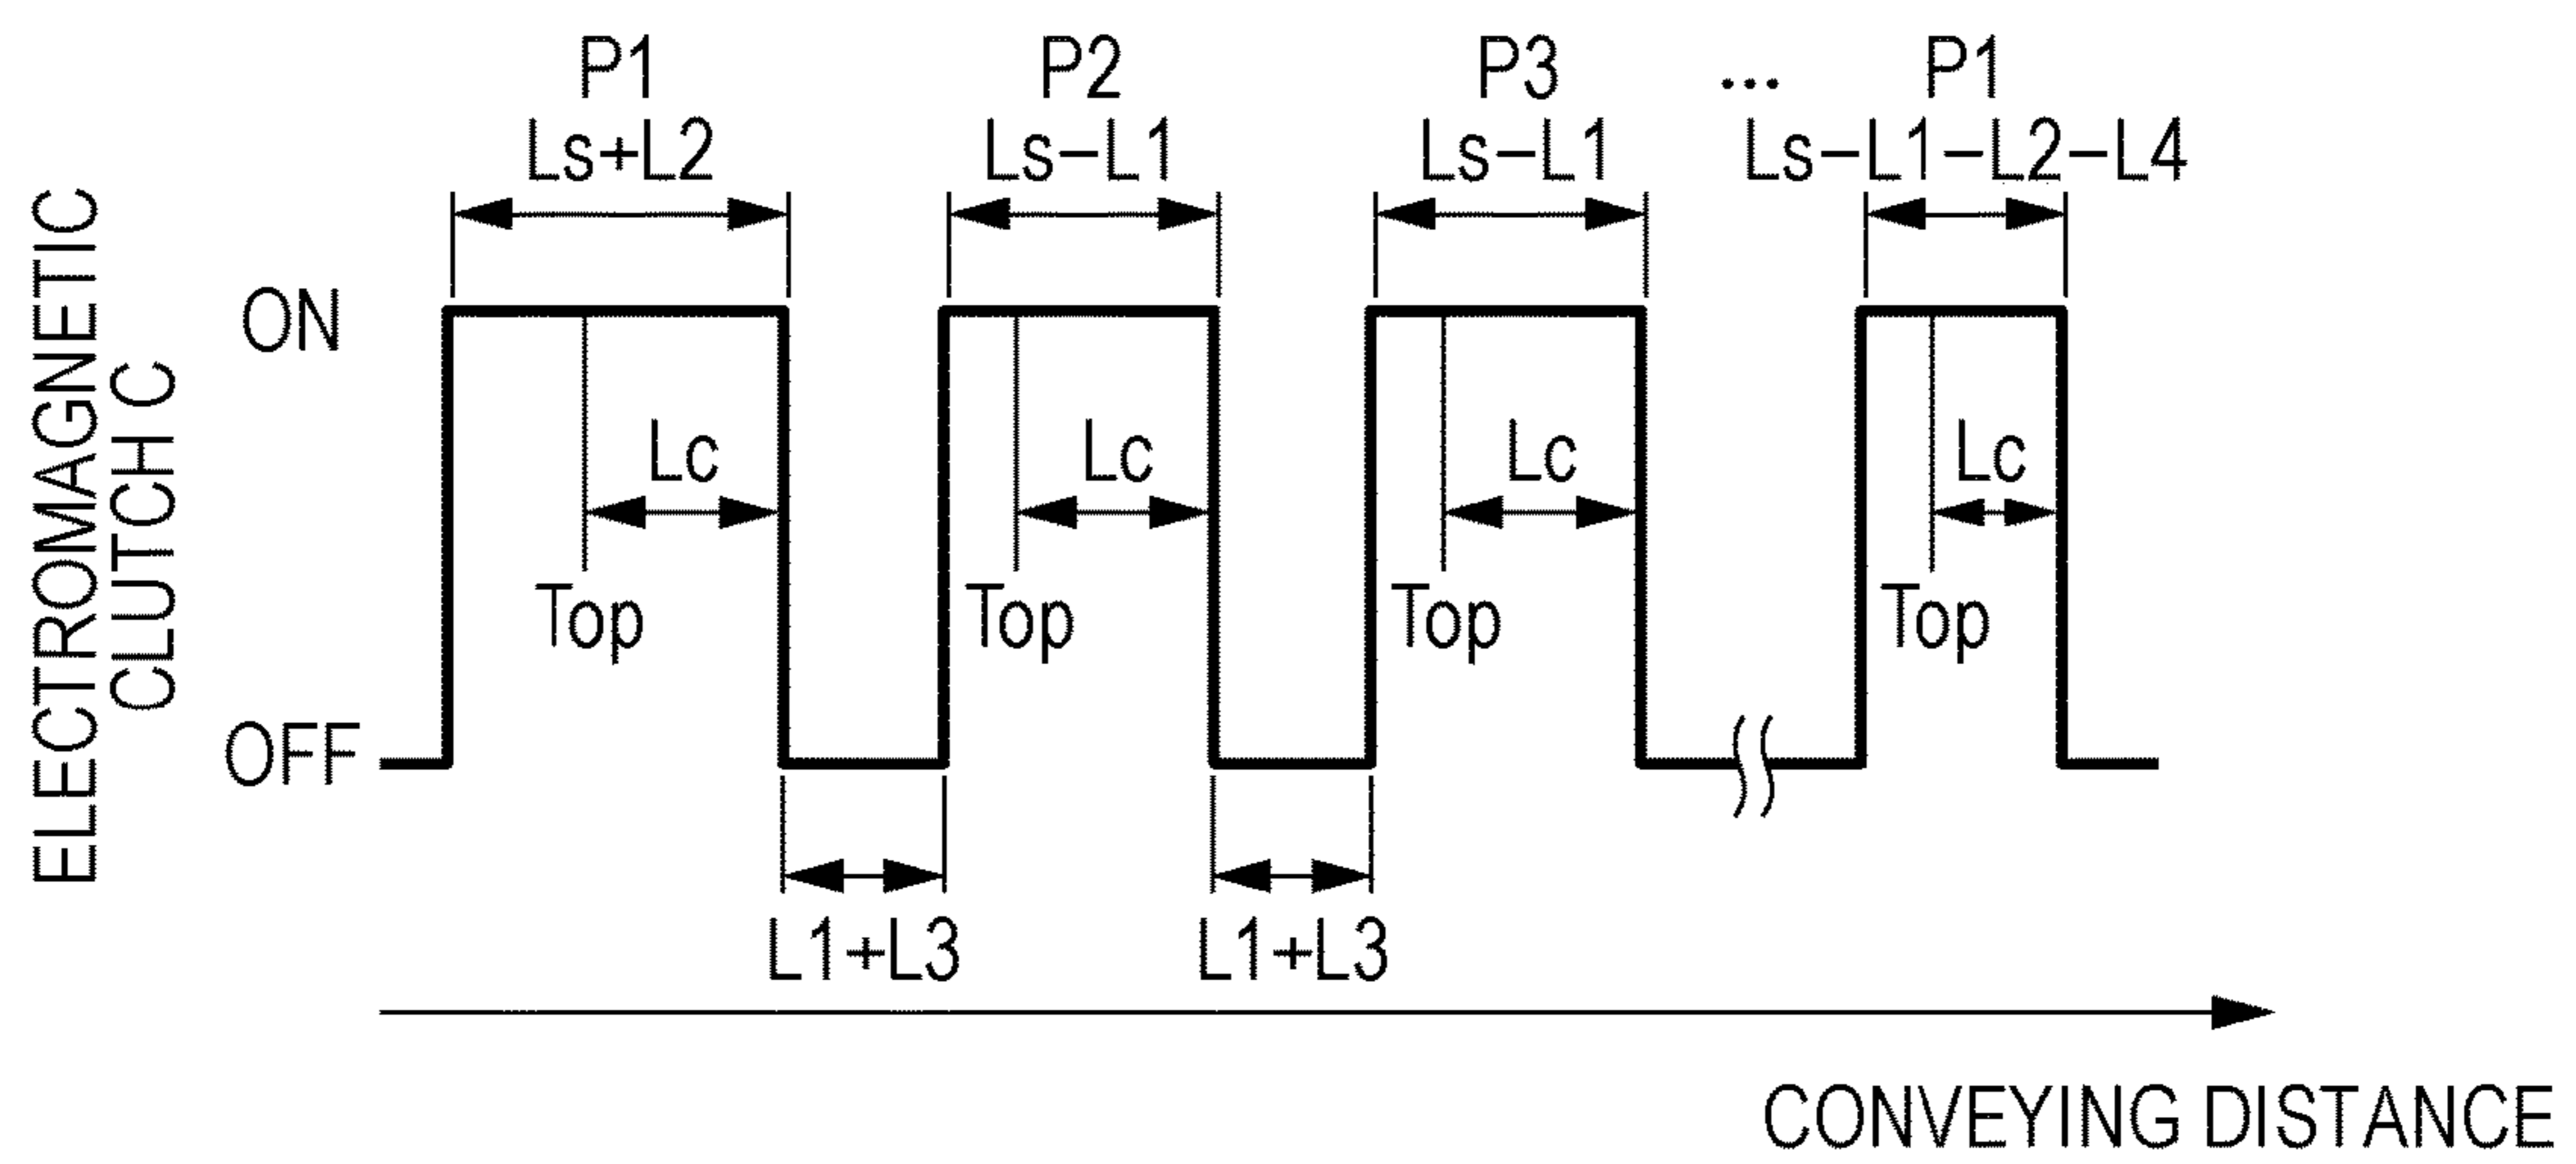 P1 P2 P3 ... P1
Ls+L2 Ls−L1 Ls−L1 Ls−L1−L2−L4
ELECTROMAGNETIC
CLUTCH C
ON
Lc Lc Lc Lc
Top Top Top Top
OFF
L1+L3 L1+L3
CONVEYING DISTANCE